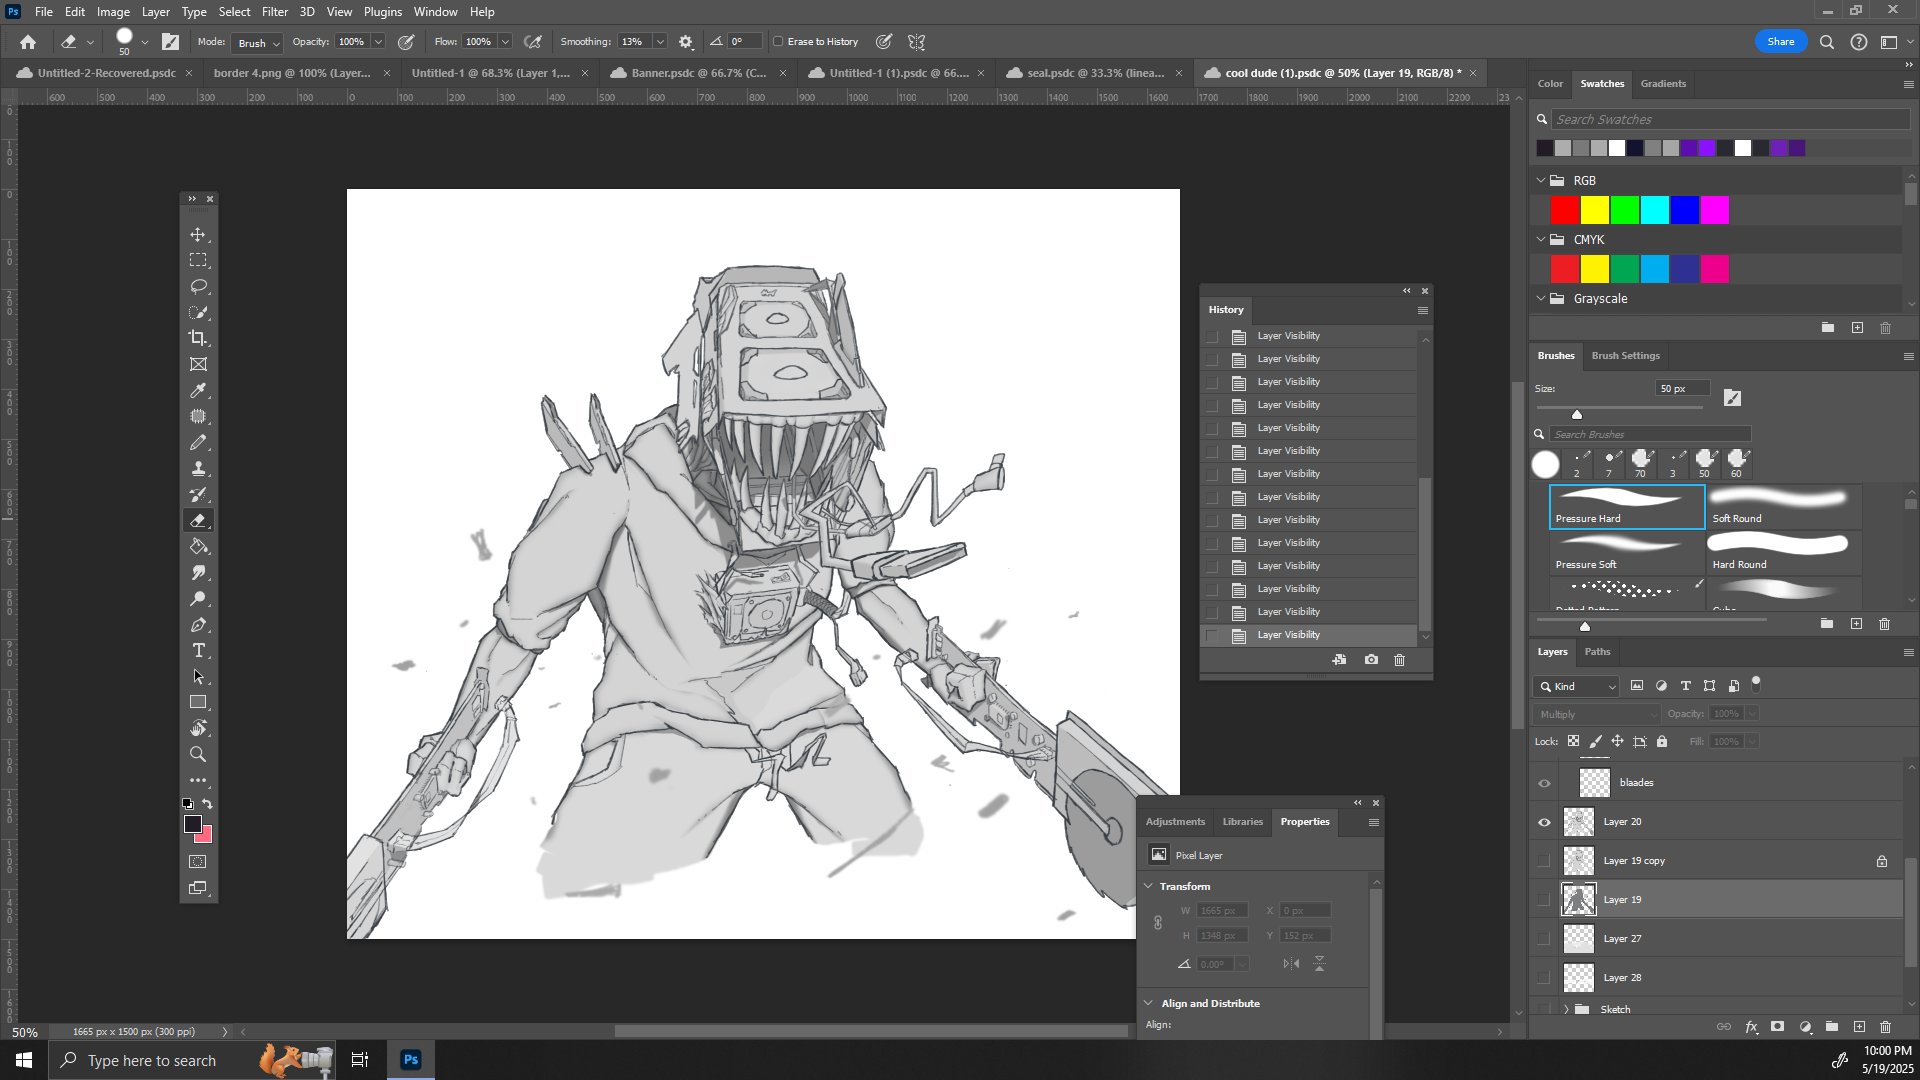 Ps File Edit Image Layer Type Select Filter 3D View Plugins Window Help
50 Mode: Brush Opacity: 100% Flow: 100% Smoothing: 13% 0° Erase to History Share
Untitled-2-Recovered.psdc × border 4.png @ 100% (Layer... × Untitled-1 @ 68.3% (Layer 1,... × Banner.psdc @ 66.7% (C... × Untitled-1 (1).psdc @ 66.... × seal.psdc @ 33.3% (linea... × cool dude (1).psdc @ 50% (Layer 19, RGB/8) * ×
600 500 400 300 200 100 0 100 200 300 400 500 600 700 800 900 1000 1100 1200 1300 1400 1500 1600 1700 1800 1900 2000 2100 2200 23
Color Swatches Gradients
Search Swatches
RGB
CMYK
Grayscale
History
Layer Visibility
Layer Visibility
Layer Visibility
Layer Visibility
Layer Visibility
Layer Visibility
Layer Visibility
Layer Visibility
Layer Visibility
Layer Visibility
Layer Visibility
Layer Visibility
Layer Visibility
Layer Visibility
Brushes Brush Settings
Size: 50 px
Search Brushes
2 7 70 3 50 60
Pressure Hard Soft Round
Pressure Soft Hard Round
Layers Paths
Kind
Multiply Opacity: 100%
Lock: Fill: 100%
blaades
Layer 20
Layer 19 copy
Layer 19
Layer 27
Layer 28
Sketch
Adjustments Libraries Properties
Pixel Layer
Transform
W 1665 px X 0 px
H 1348 px Y 152 px
0.00°
Align and Distribute
Align:
50% 1665 px x 1500 px (300 ppi)
Type here to search
Ps
10:00 PM
5/19/2025